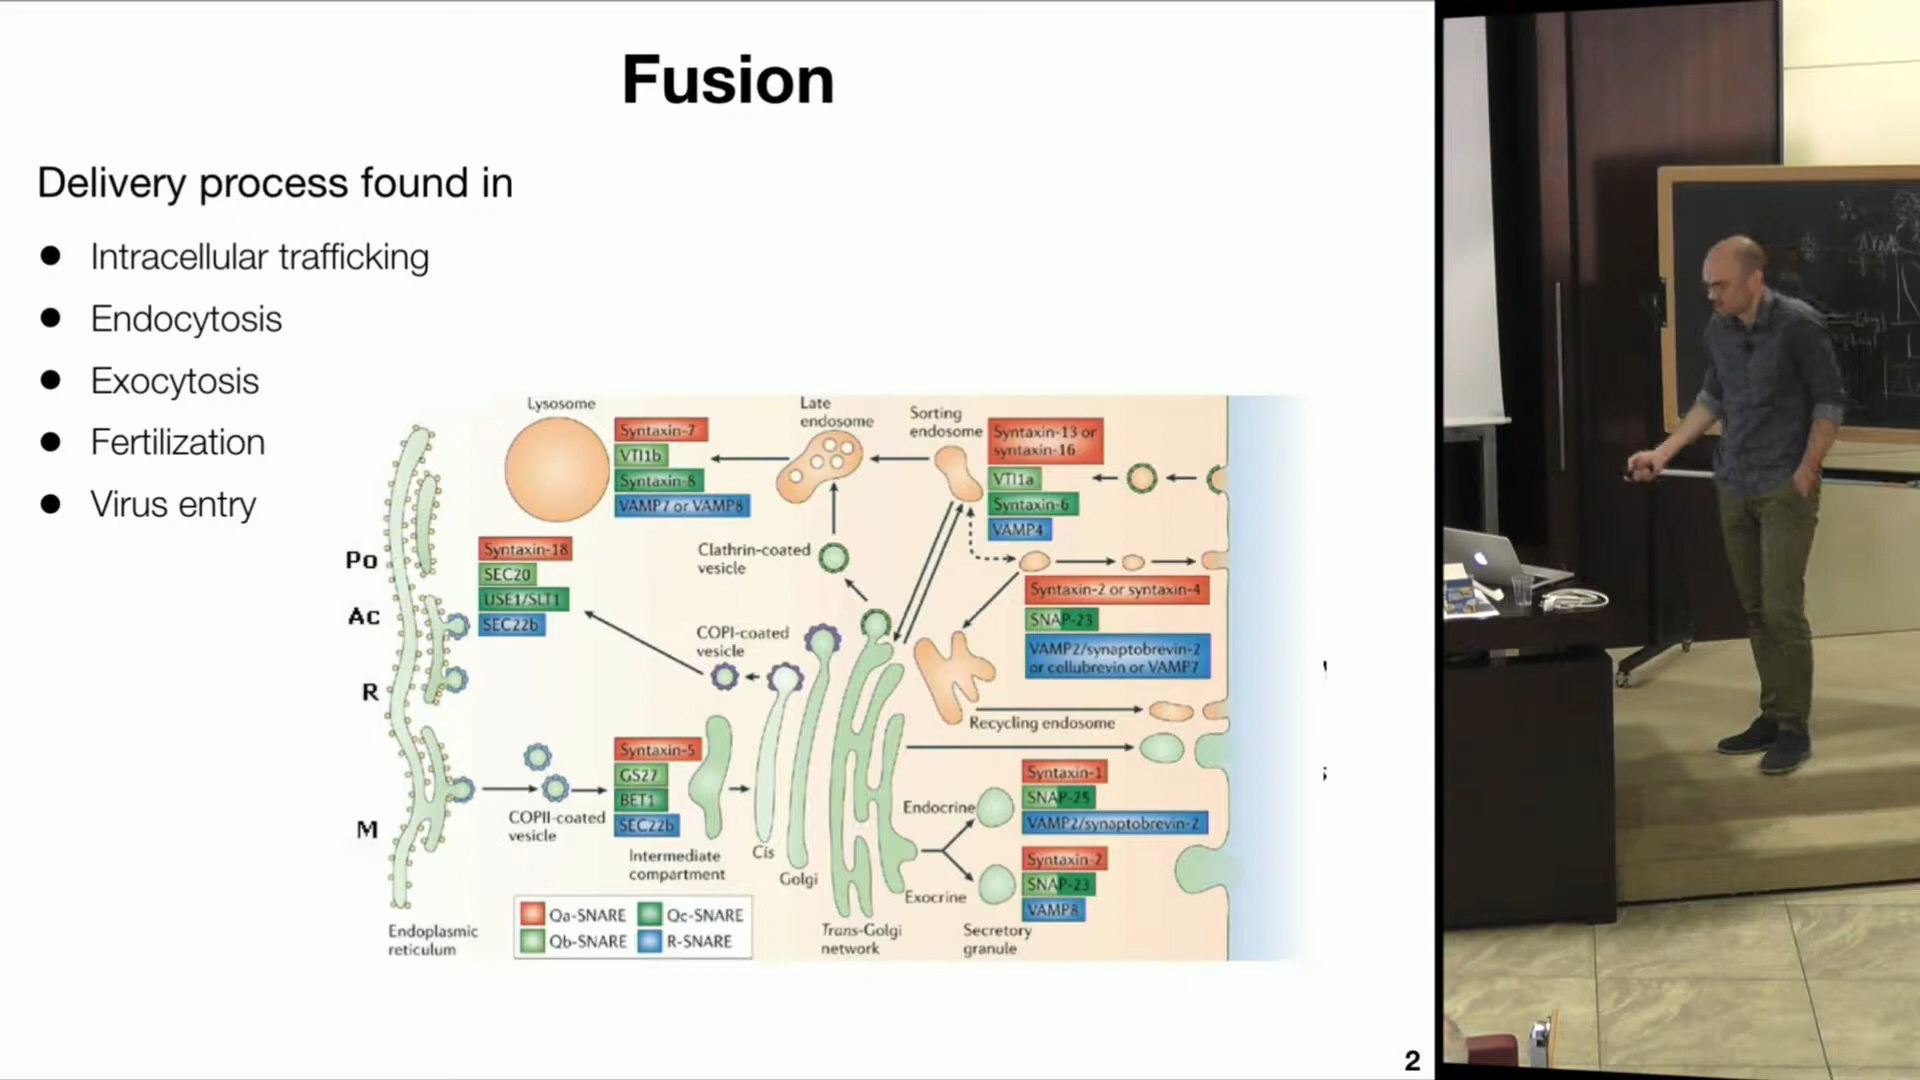 Fusion
Delivery process found in
● Intracellular trafficking
● Endocytosis
● Exocytosis
● Fertilization
● Virus entry
Lysosome
Syntaxin-7
VTI1b
Syntaxin-8
VAMP7 or VAMP8
Late
endosome
Sorting
endosome
Syntaxin-13 or
syntaxin-16
VTI1a
Syntaxin-6
VAMP4
Po
Ac
R
M
Syntaxin-18
SEC20
USE1/SLT1
SEC22b
Clathrin-coated
vesicle
COPI-coated
vesicle
Syntaxin-2 or syntaxin-4
SNAP-23
VAMP2/synaptobrevin-2
or cellubrevin or VAMP7
Recycling endosome
COPII-coated
vesicle
Syntaxin-5
GS27
BET1
SEC22b
Intermediate
compartment
Cis
Golgi
Trans-Golgi
network
Endocrine
Syntaxin-1
SNAP-25
VAMP2/synaptobrevin-2
Exocrine
Syntaxin-2
SNAP-23
VAMP8
Secretory
granule
Endoplasmic
reticulum
Qa-SNARE
Qc-SNARE
Qb-SNARE
R-SNARE
2